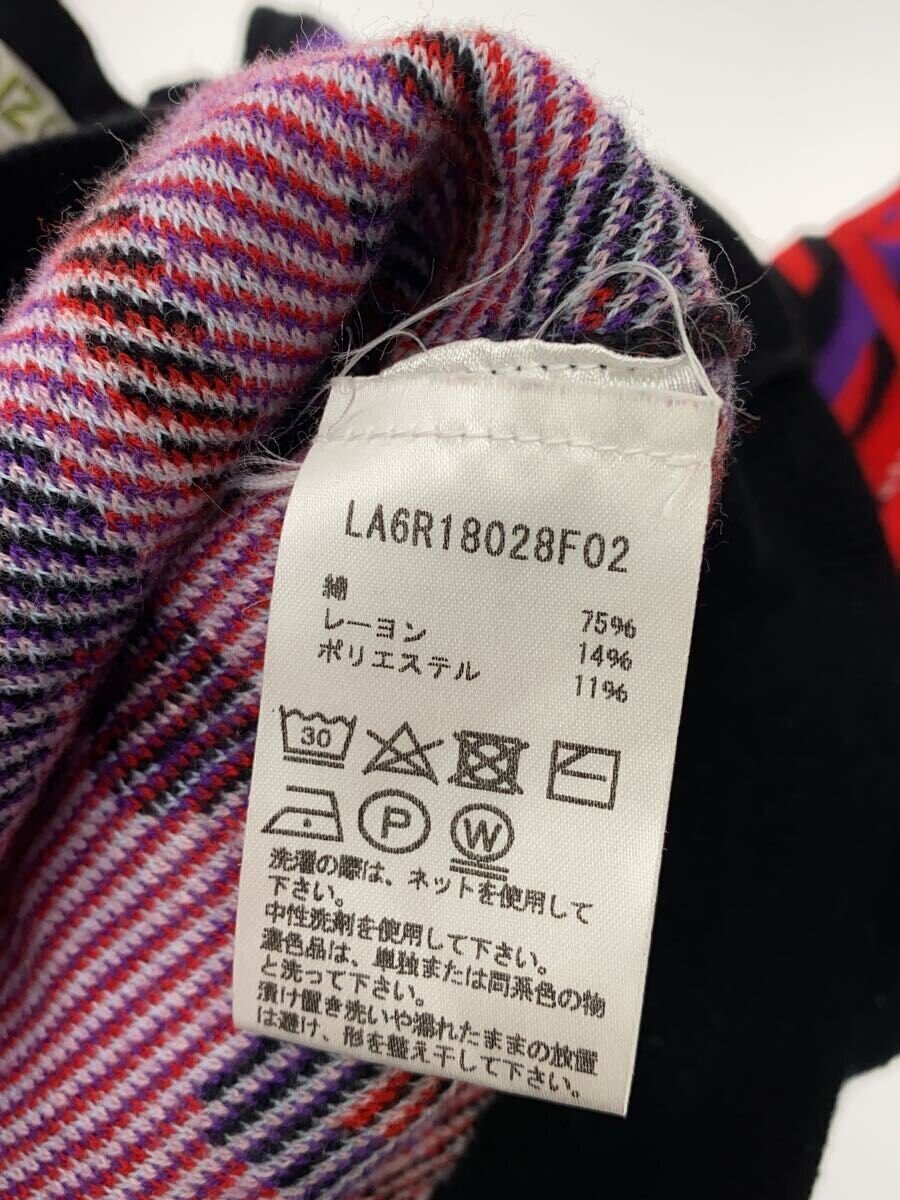 LA6R18028F02
綿 75%
レーヨン 14%
ポリエステル 11%
30
P
W
洗濯の際は、ネットを使用して
下さい。
中性洗剤を使用して下さい。
濃色品は、単独または同系色の物
と洗って下さい。
漬け置き洗いや濡れたままの放置
は避け、形を整え干して下さい。